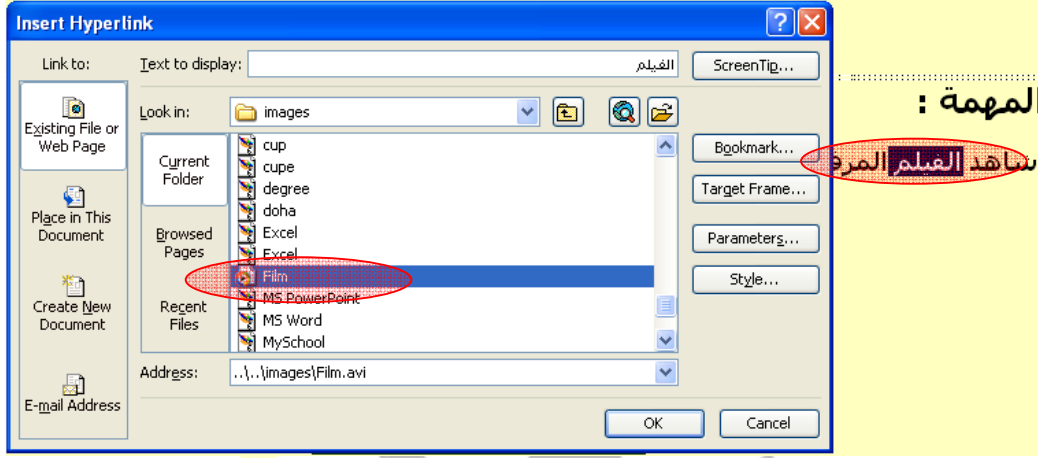 Insert Hyperlink
Link to:
Text to display:
الفيلم
ScreenTip...
Existing File or
Web Page
Place in This
Document
Create New
Document
E-mail Address
Look in:
images
Current
Folder
Browsed
Pages
Recent
Files
cup
cupe
degree
doha
Excel
Excel
Film
MS PowerPoint
MS Word
MySchool
Address:
..\..\images\Film.avi
Bookmark...
Target Frame...
Parameters...
Style...
OK
Cancel
المهمة :
شاهد الفيلم